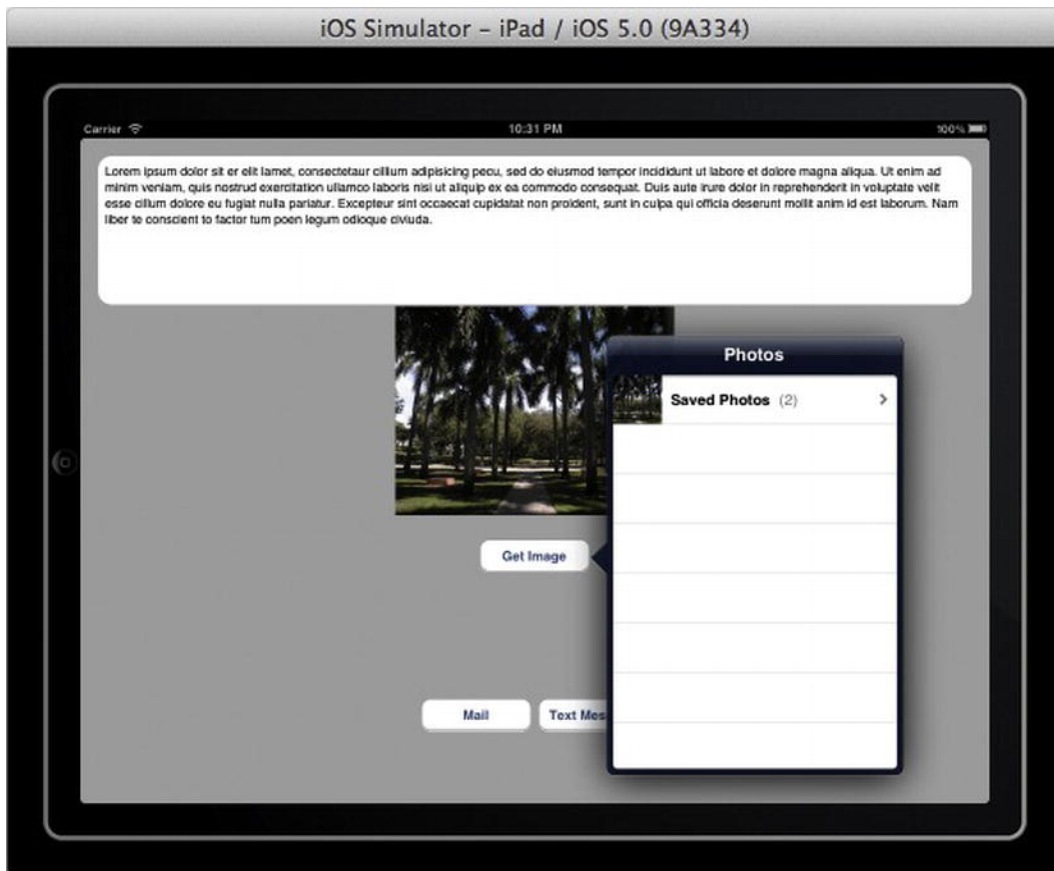 iOS Simulator – iPad / iOS 5.0 (9A334)
Carrier 10:31 PM 100%
Lorem ipsum dolor sit er elit lamet, consectetaur cillium adipisicing pecu, sed do eiusmod tempor incididunt ut labore et dolore magna aliqua. Ut enim ad
minim veniam, quis nostrud exercitation ullamco laboris nisi ut aliquip ex ea commodo consequat. Duis aute irure dolor in reprehenderit in voluptate velit
esse cillum dolore eu fugiat nulla pariatur. Excepteur sint occaecat cupidatat non proident, sunt in culpa qui officia deserunt mollit anim id est laborum. Nam
liber te conscient to factor tum poen legum odioque civiuda.
Photos
Saved Photos (2)
Get Image
Mail
Text Mes